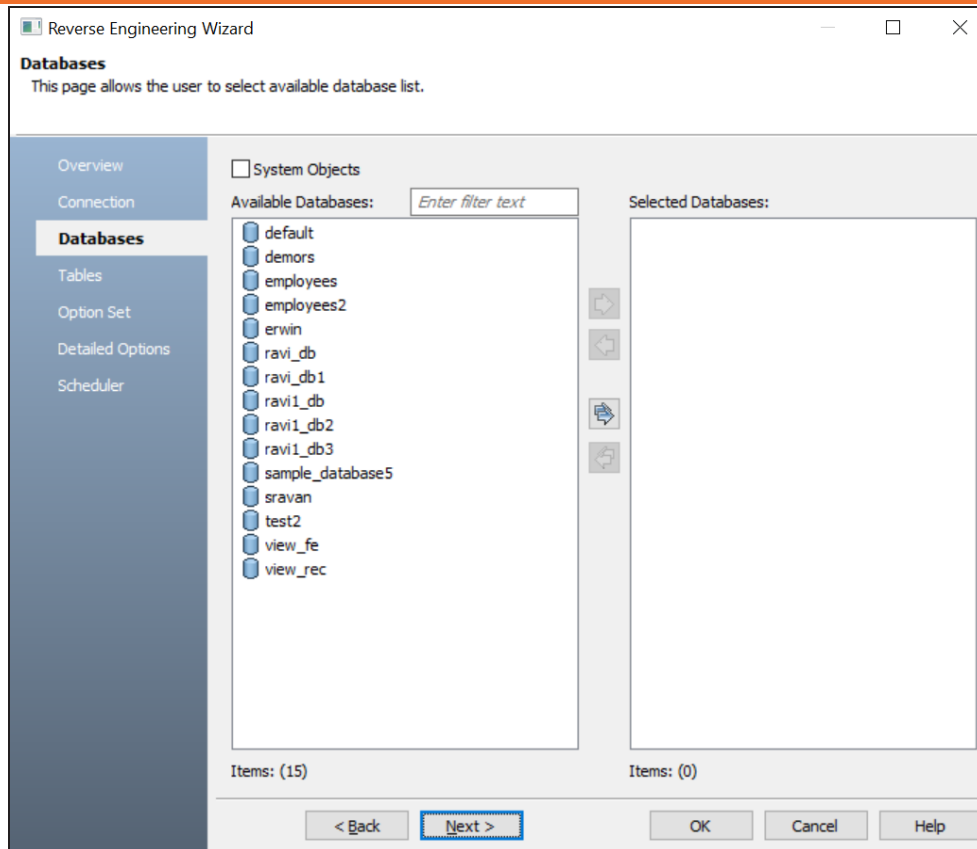 Reverse Engineering Wizard
Databases
This page allows the user to select available database list.
Overview
Connection
Databases
Tables
Option Set
Detailed Options
Scheduler
System Objects
Available Databases:
Enter filter text
default
demors
employees
employees2
erwin
ravi_db
ravi_db1
ravi1_db
ravi1_db2
ravi1_db3
sample_database5
sravan
test2
view_fe
view_rec
Items: (15)
Selected Databases:
Items: (0)
< Back
Next >
OK
Cancel
Help